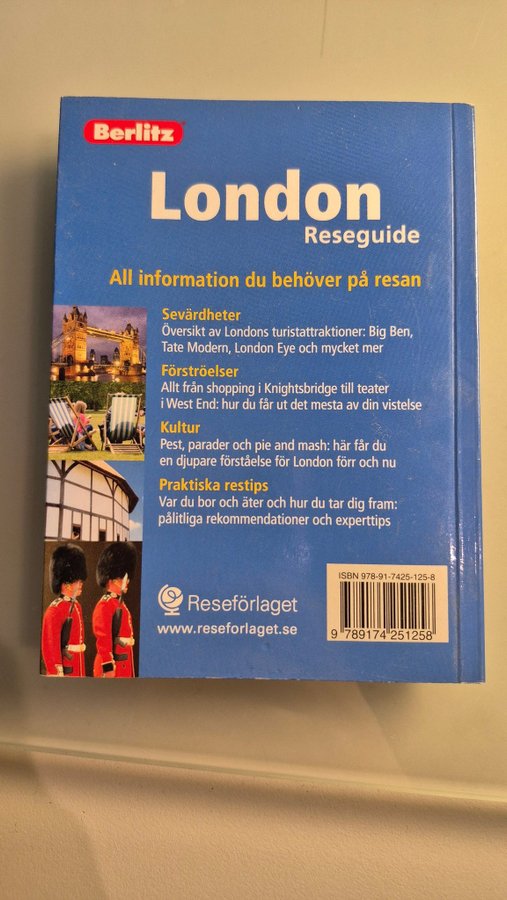 Berlitz
London
Reseguide
All information du behöver på resan
Sevärdheter
Översikt av Londons turistattraktioner: Big Ben,
Tate Modern, London Eye och mycket mer
Förströelser
Allt från shopping i Knightsbridge till teater
i West End: hur du får ut det mesta av din vistelse
Kultur
Pest, parader och pie and mash: här får du
en djupare förståelse för London förr och nu
Praktiska restips
Var du bor och äter och hur du tar dig fram:
pålitliga rekommendationer och experttips
ISBN 978-91-7425-125-8
Reseförlaget
www.reseforlaget.se
9 789174 251258